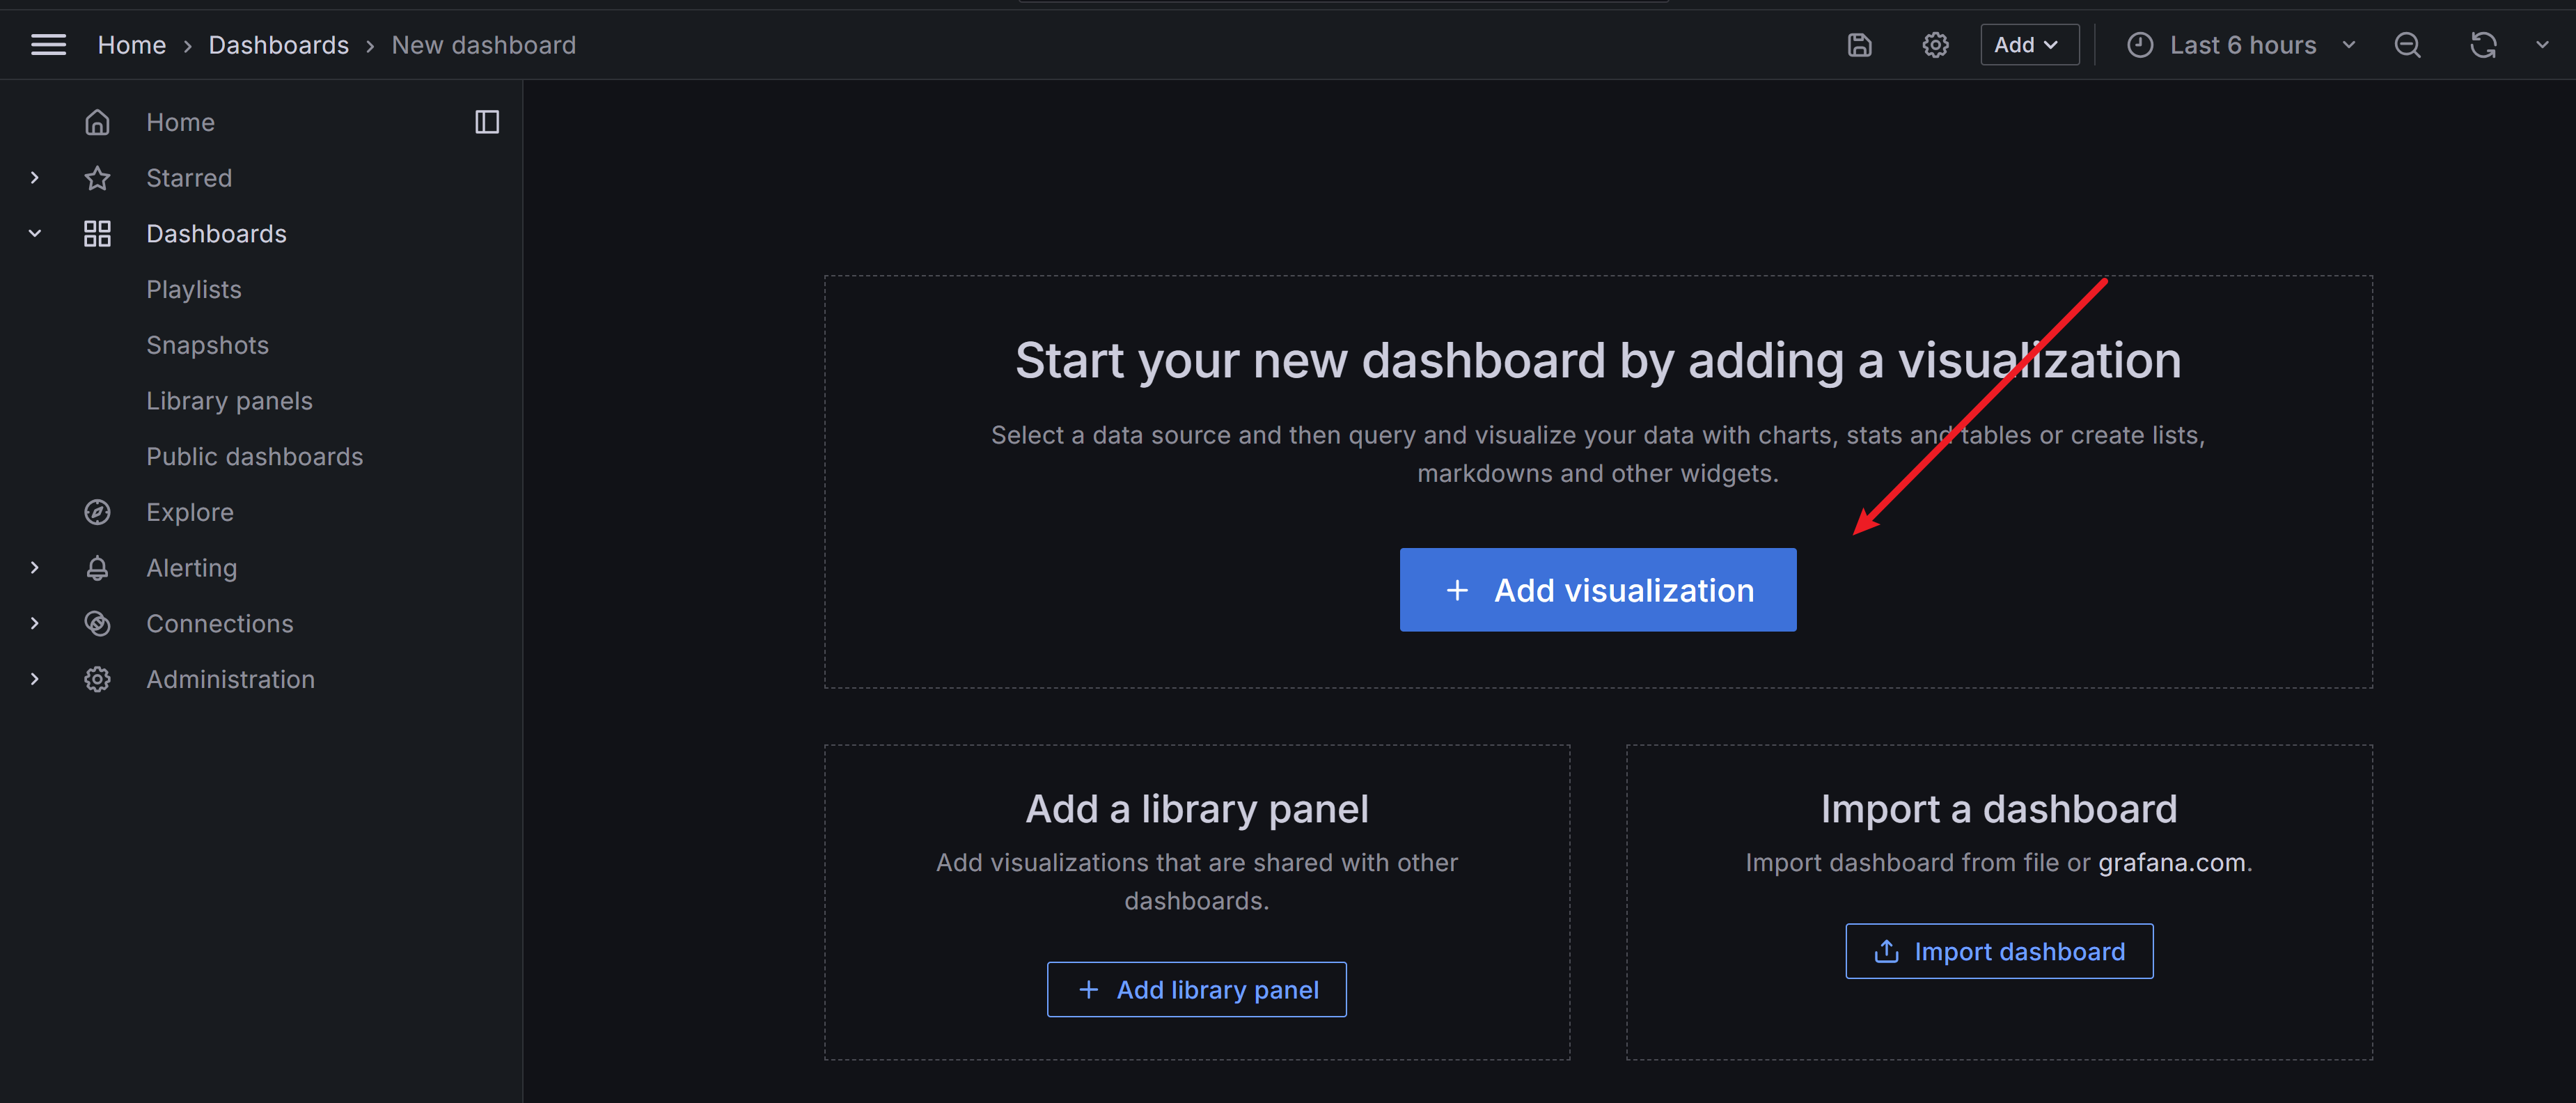 Home › Dashboards › New dashboard
Add
Last 6 hours
Home
Starred
Dashboards
Playlists
Snapshots
Library panels
Public dashboards
Explore
Alerting
Connections
Administration
Start your new dashboard by adding a visualization
Select a data source and then query and visualize your data with charts, stats and tables or create lists,
markdowns and other widgets.
+ Add visualization
Add a library panel
Add visualizations that are shared with other
dashboards.
+ Add library panel
Import a dashboard
Import dashboard from file or grafana.com.
Import dashboard